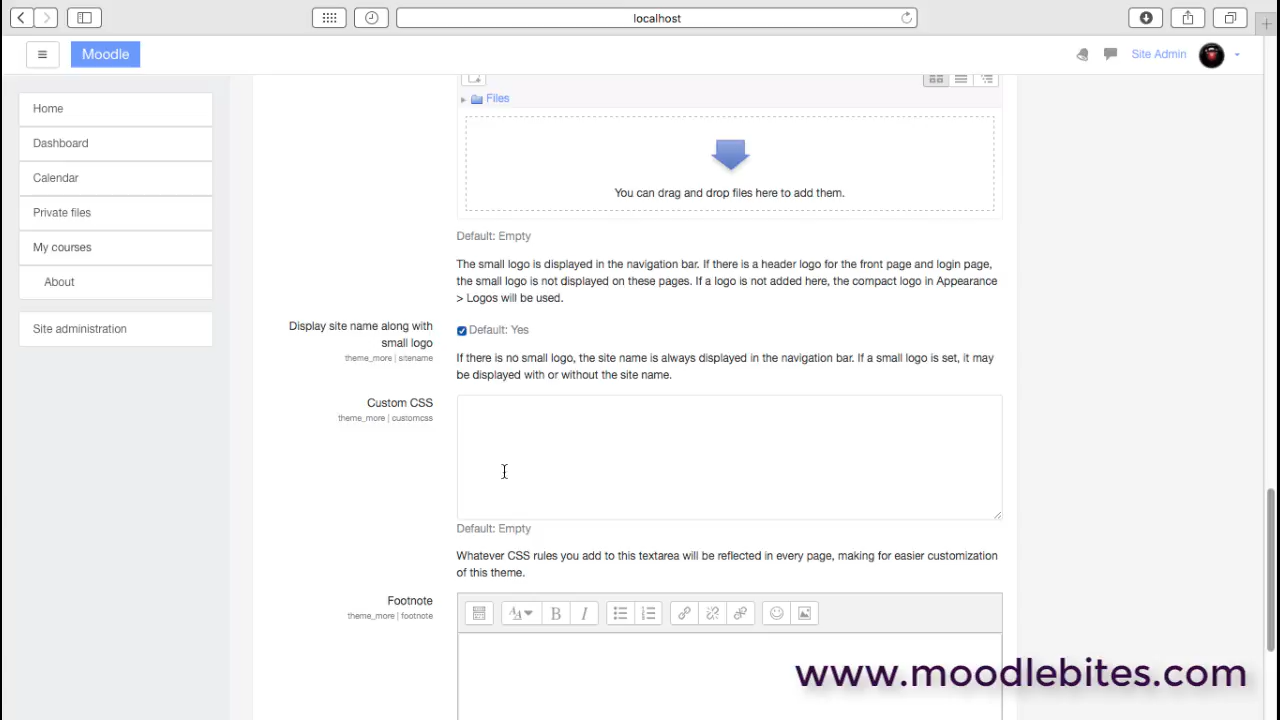 localhost
Moodle
Site Admin
Home
Dashboard
Calendar
Private files
My courses
About
Site administration
Files
You can drag and drop files here to add them.
Default: Empty
The small logo is displayed in the navigation bar. If there is a header logo for the front page and login page,
the small logo is not displayed on these pages. If a logo is not added here, the compact logo in Appearance
> Logos will be used.
Display site name along with
small logo
theme_more | sitename
Default: Yes
If there is no small logo, the site name is always displayed in the navigation bar. If a small logo is set, it may
be displayed with or without the site name.
Custom CSS
theme_more | customcss
Default: Empty
Whatever CSS rules you add to this textarea will be reflected in every page, making for easier customization
of this theme.
Footnote
theme_more | footnote
www.moodlebites.com